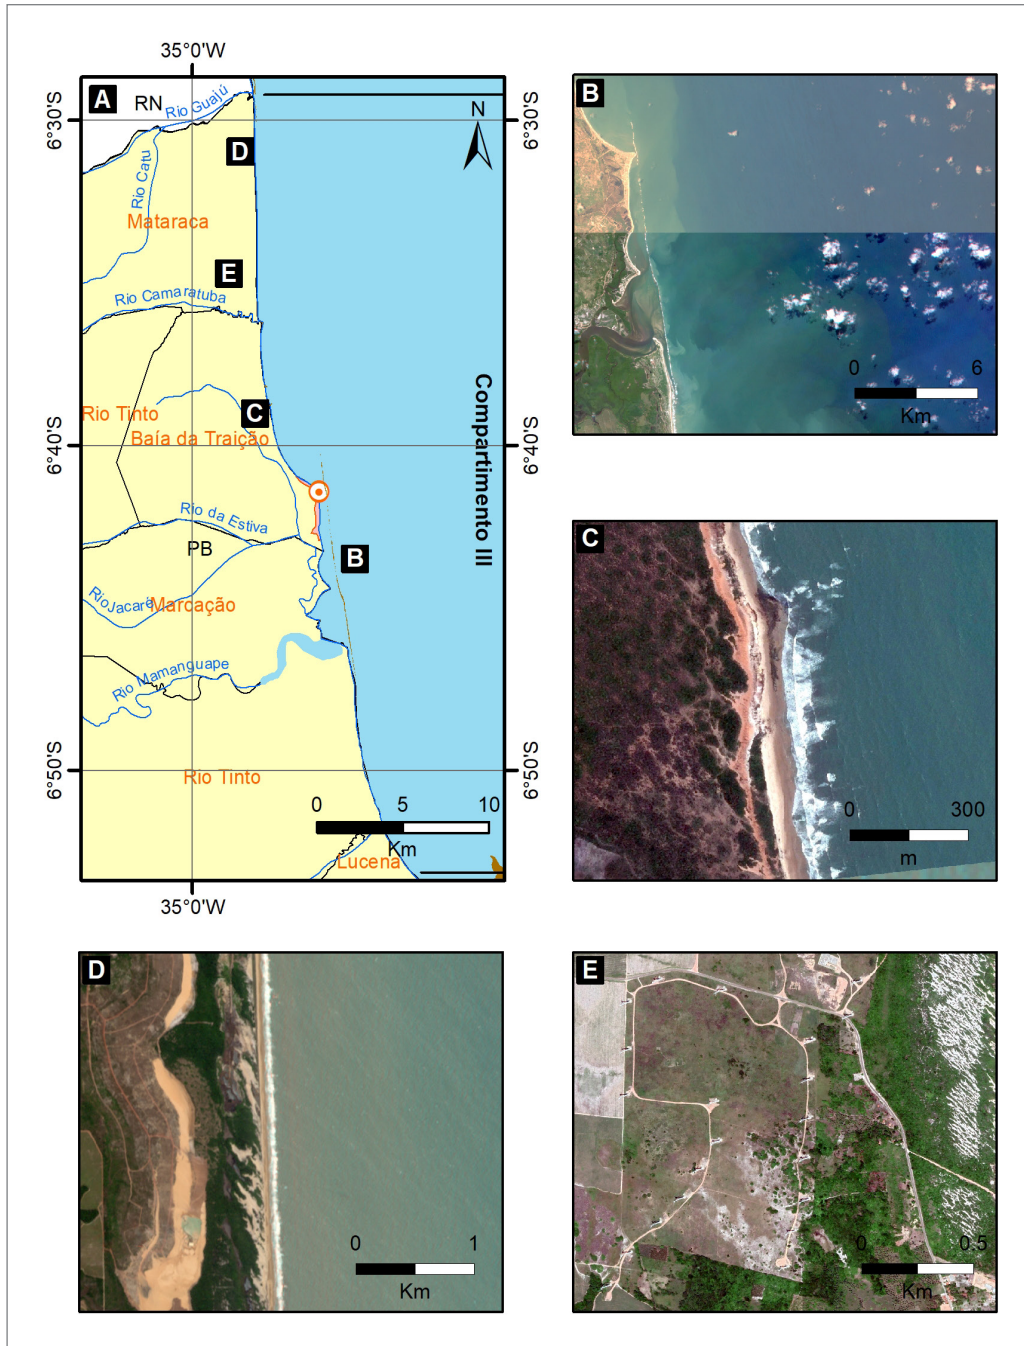 35°0'W
A
RN
Rio Guajú
N
6°30'S
6°30'S
D
Rio Catu
Mataraca
E
Rio Camaratuba
Compartimento III
Rio Tinto
C
Baía da Traição
6°40'S
6°40'S
Rio da Estiva
PB
B
RioJacaré
Marcação
Rio Mamanguape
Rio Tinto
6°50'S
6°50'S
0 5 10
Km
Lucena
35°0'W
B
0 6
Km
C
0 300
m
D
0 1
Km
E
0 0.5
Km